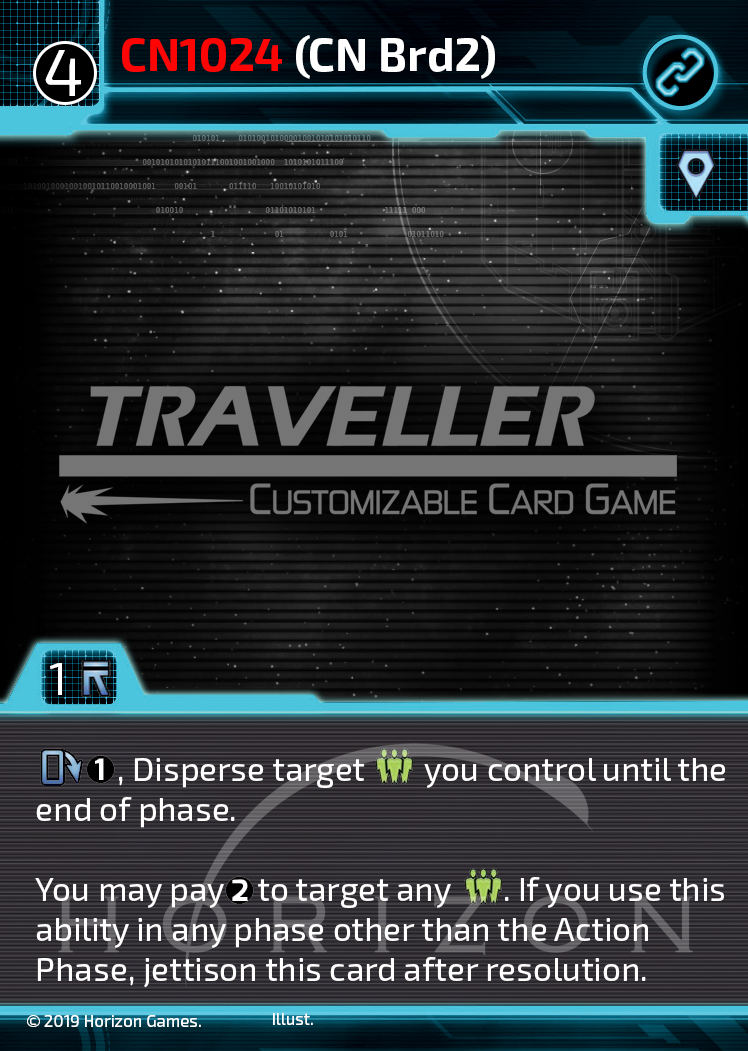 4
CN1024 (CN Brd2)
TRAVELLER
CUSTOMIZABLE CARD GAME
1
1, Disperse target you control until the
end of phase.
You may pay 2 to target any . If you use this
ability in any phase other than the Action
Phase, jettison this card after resolution.
HORIZON
© 2019 Horizon Games. Illust.